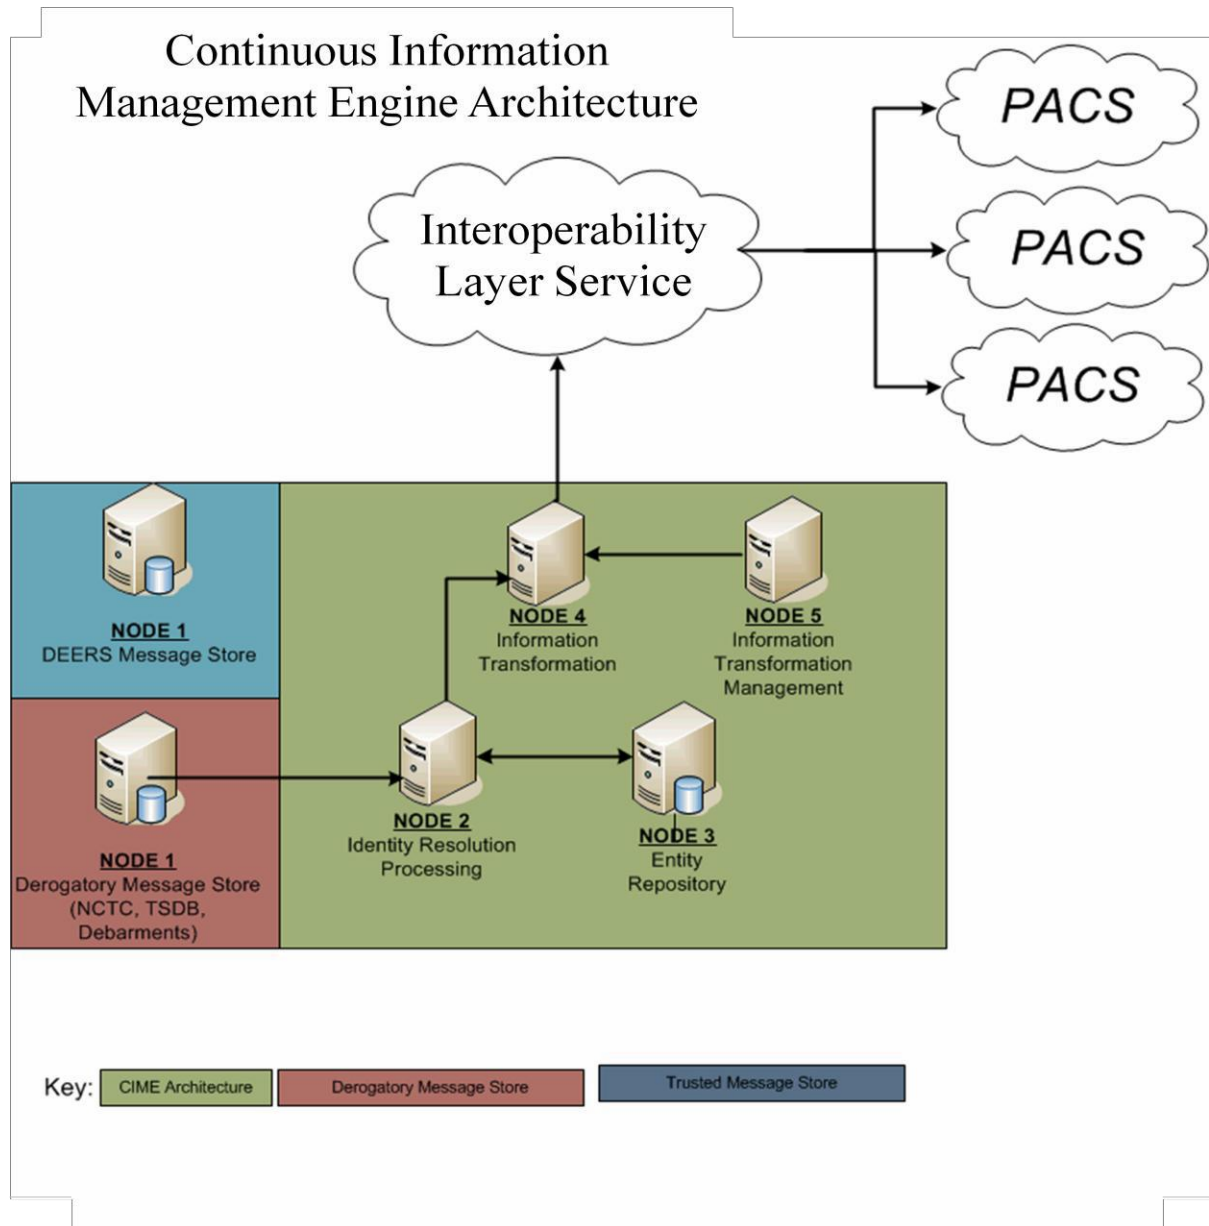 Continuous Information
Management Engine Architecture
PACS
Interoperability
Layer Service
PACS
PACS
NODE 1
DEERS Message Store
NODE 4
Information
Transformation
NODE 5
Information
Transformation
Management
NODE 1
Derogatory Message Store
(NCTC, TSDB,
Debarments)
NODE 2
Identity Resolution
Processing
NODE 3
Entity
Repository
Key:
CIME Architecture
Derogatory Message Store
Trusted Message Store